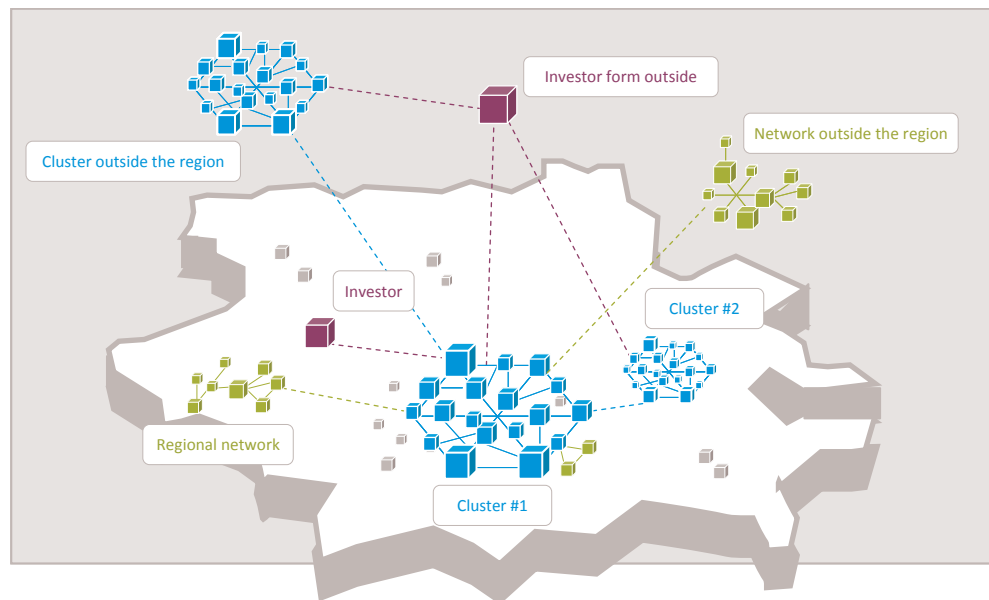 Investor form outside
Network outside the region
Cluster outside the region
Investor
Cluster #2
Regional network
Cluster #1